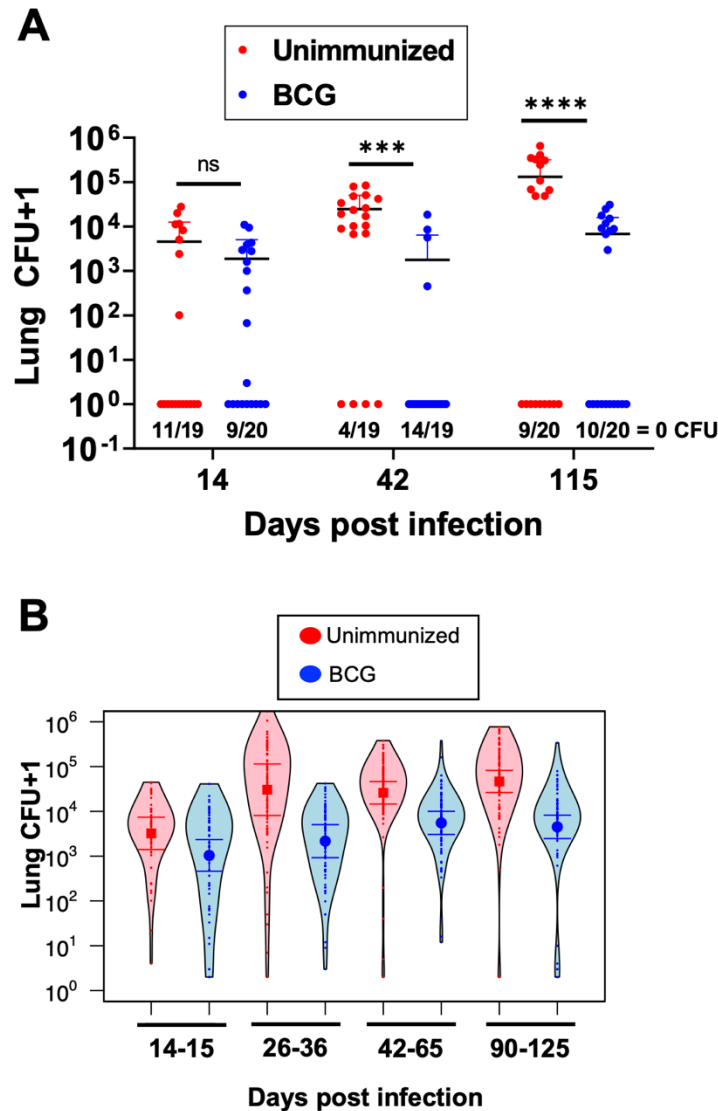 A
Unimmunized
BCG
ns
***
****
Lung CFU+1
10^6
10^5
10^4
10^3
10^2
10^1
10^0
10^-1
11/19 9/20 4/19 14/19 9/20 10/20 = 0 CFU
14 42 115
Days post infection
B
Unimmunized
BCG
Lung CFU+1
10^6
10^5
10^4
10^3
10^2
10^1
10^0
14-15 26-36 42-65 90-125
Days post infection